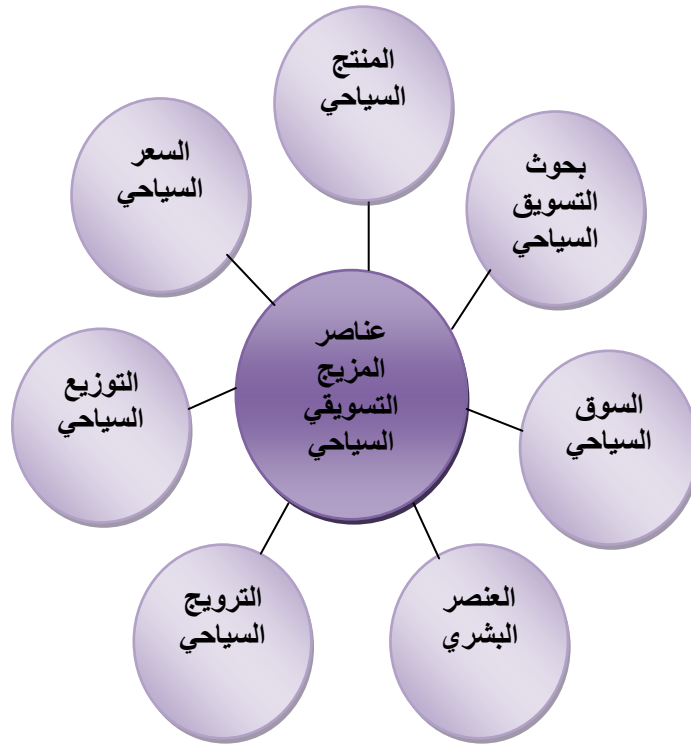 المنتج
السياحي
بحوث
التسويق
السياحي
السعر
السياحي
عناصر
المزيج
التسويقي
السياحي
السوق
السياحي
التوزيع
السياحي
العنصر
البشري
الترويج
السياحي